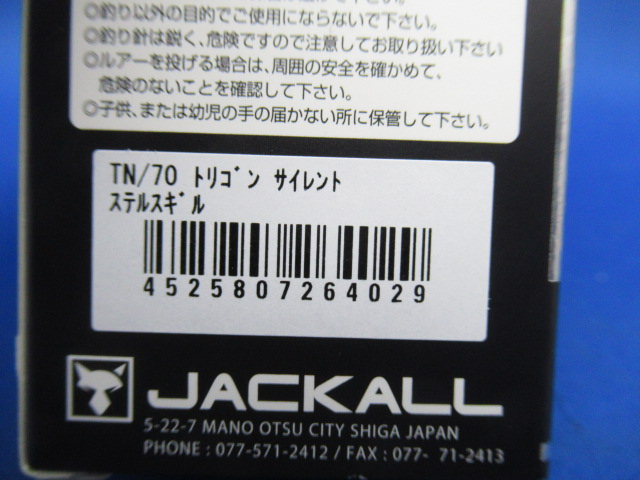 ◎釣り以外の目的でご使用にならないで下さい。
◎釣り針は鋭く、危険ですので注意してお取り扱い下さい
◎ルアーを投げる場合は、周囲の安全を確かめて、
危険のないことを確認して下さい。
◎子供、または幼児の手の届かない所に保管して下さい。
TN/70 ﾄﾘｺﾞﾝ ｻｲﾚﾝﾄ
ｽﾃﾙｽｷﾞﾙ
4525807264029
JACKALL
5-22-7 MANO OTSU CITY SHIGA JAPAN
PHONE : 077-571-2412 / FAX : 077- 71-2413